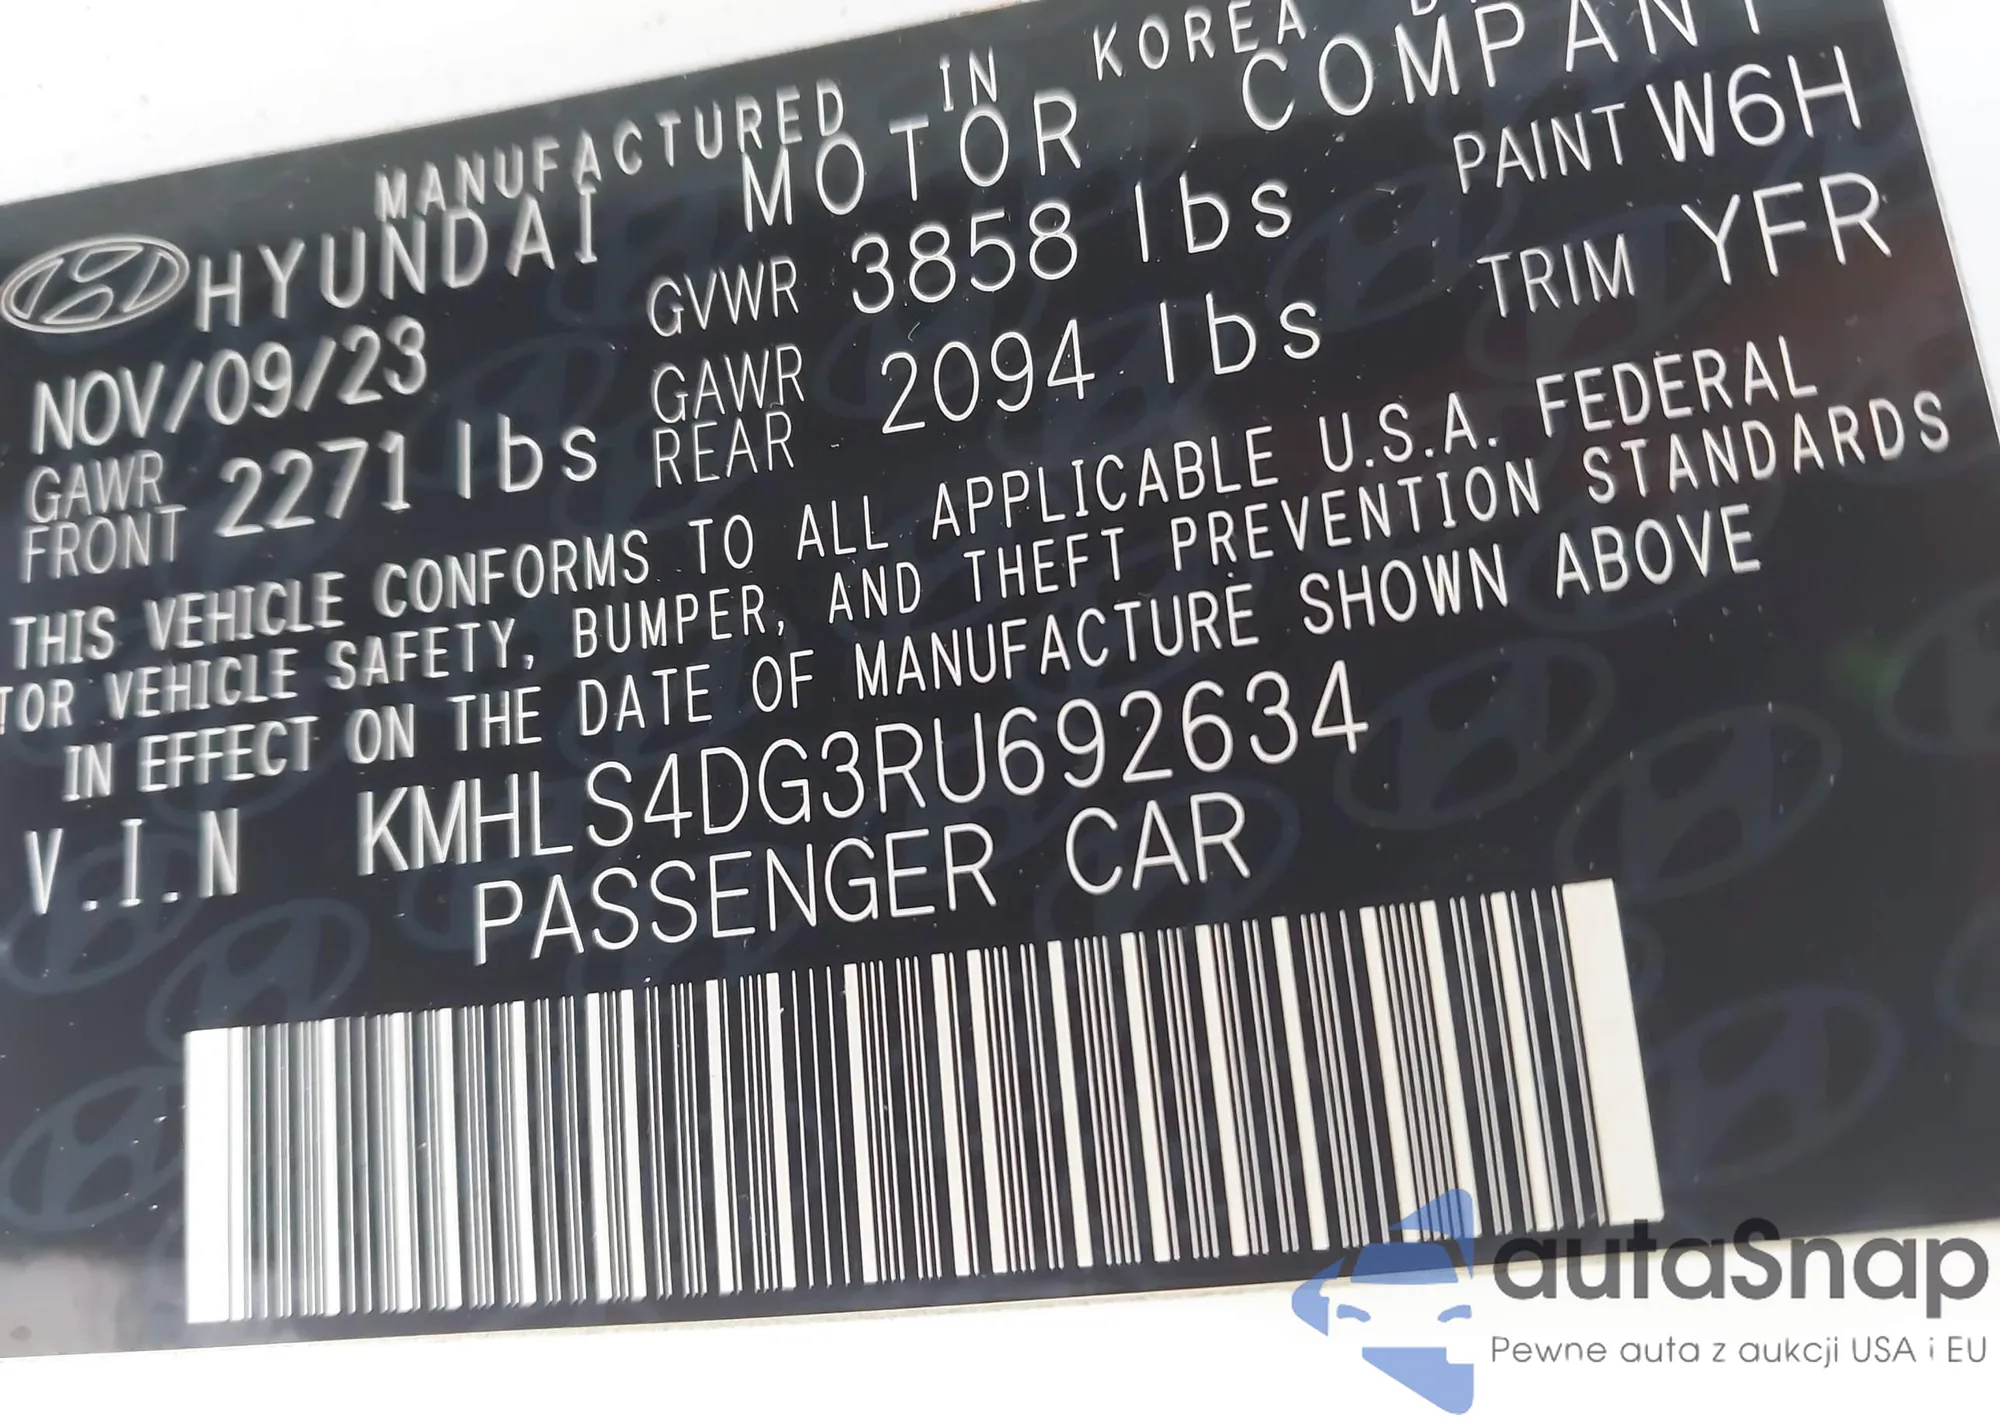 MANUFACTURED IN KOREA
HYUNDAI MOTOR COMPANY
NOV/09/23 GVWR 3858 lbs PAINT W6H
GAWR FRONT 2271 lbs GAWR REAR 2094 lbs TRIM YFR
THIS VEHICLE CONFORMS TO ALL APPLICABLE U.S.A. FEDERAL
TOR VEHICLE SAFETY, BUMPER, AND THEFT PREVENTION STANDARDS
IN EFFECT ON THE DATE OF MANUFACTURE SHOWN ABOVE
V.I.N KMHLS4DG3RU692634
PASSENGER CAR
autaSnap
Pewne auta z aukcji USA i EU